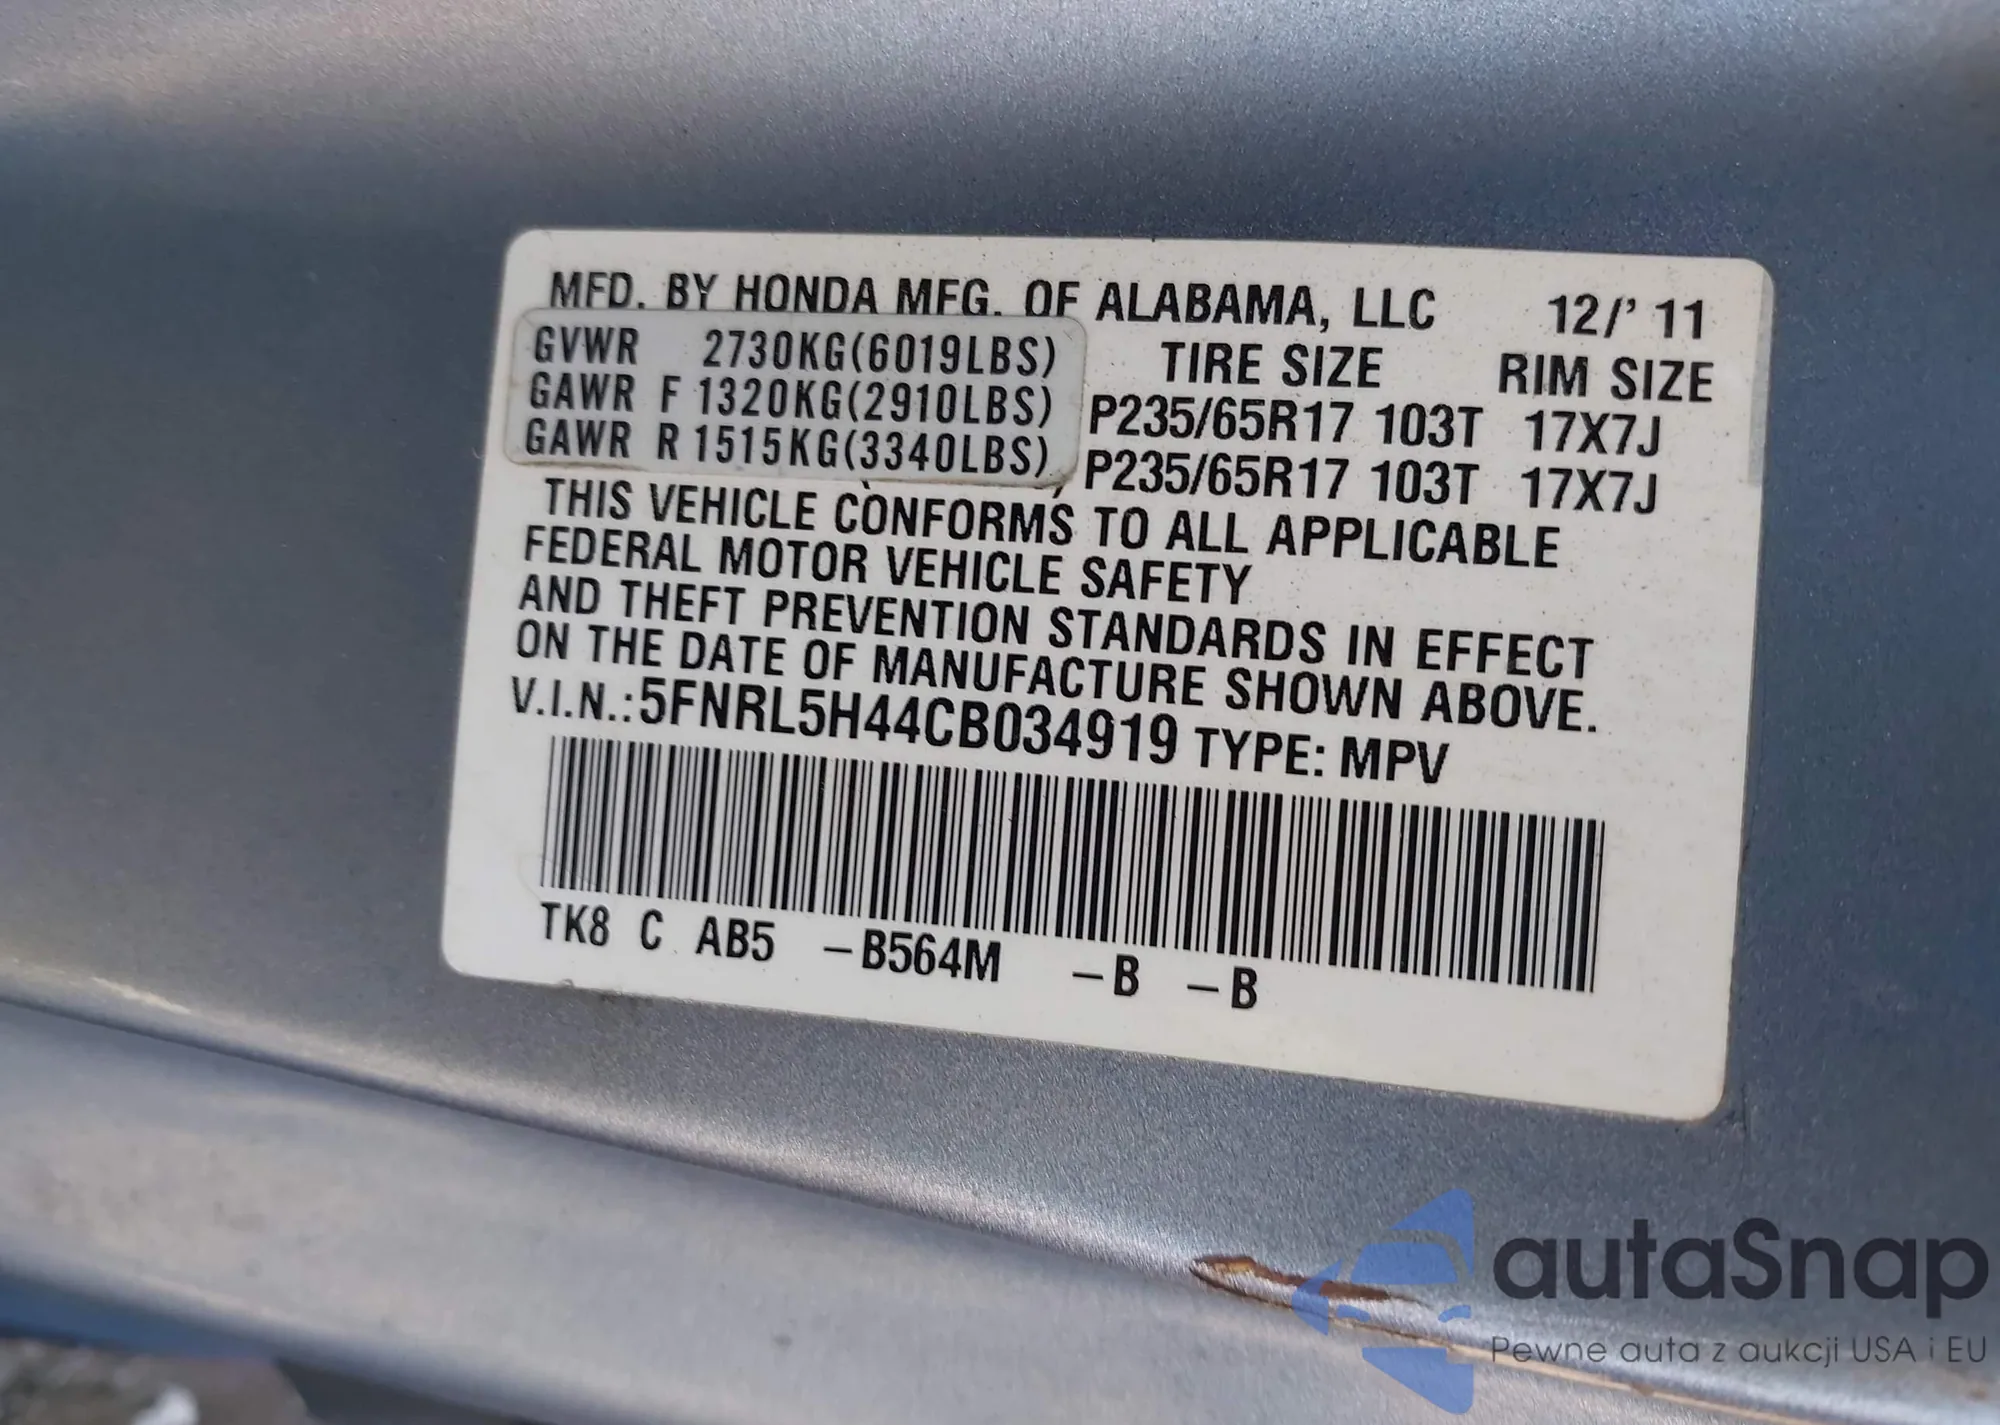 MFD. BY HONDA MFG. OF ALABAMA, LLC 12/' 11
GVWR 2730KG(6019LBS) TIRE SIZE RIM SIZE
GAWR F 1320KG(2910LBS) P235/65R17 103T 17X7J
GAWR R 1515KG(3340LBS) P235/65R17 103T 17X7J
THIS VEHICLE CONFORMS TO ALL APPLICABLE
FEDERAL MOTOR VEHICLE SAFETY
AND THEFT PREVENTION STANDARDS IN EFFECT
ON THE DATE OF MANUFACTURE SHOWN ABOVE.
V.I.N.:5FNRL5H44CB034919 TYPE: MPV
TK8 C AB5 –B564M –B –B
autaSnap
Pewne auta z aukcji USA i EU